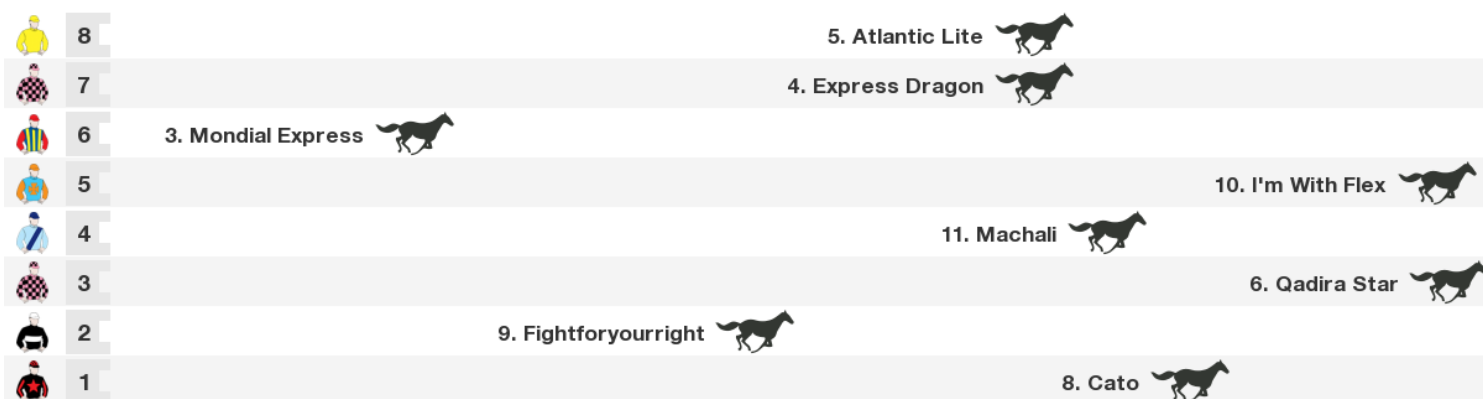 8 5. Atlantic Lite
7 4. Express Dragon
6 3. Mondial Express
5 10. I'm With Flex
4 11. Machali
3 6. Qadira Star
2 9. Fightforyourright
1 8. Cato